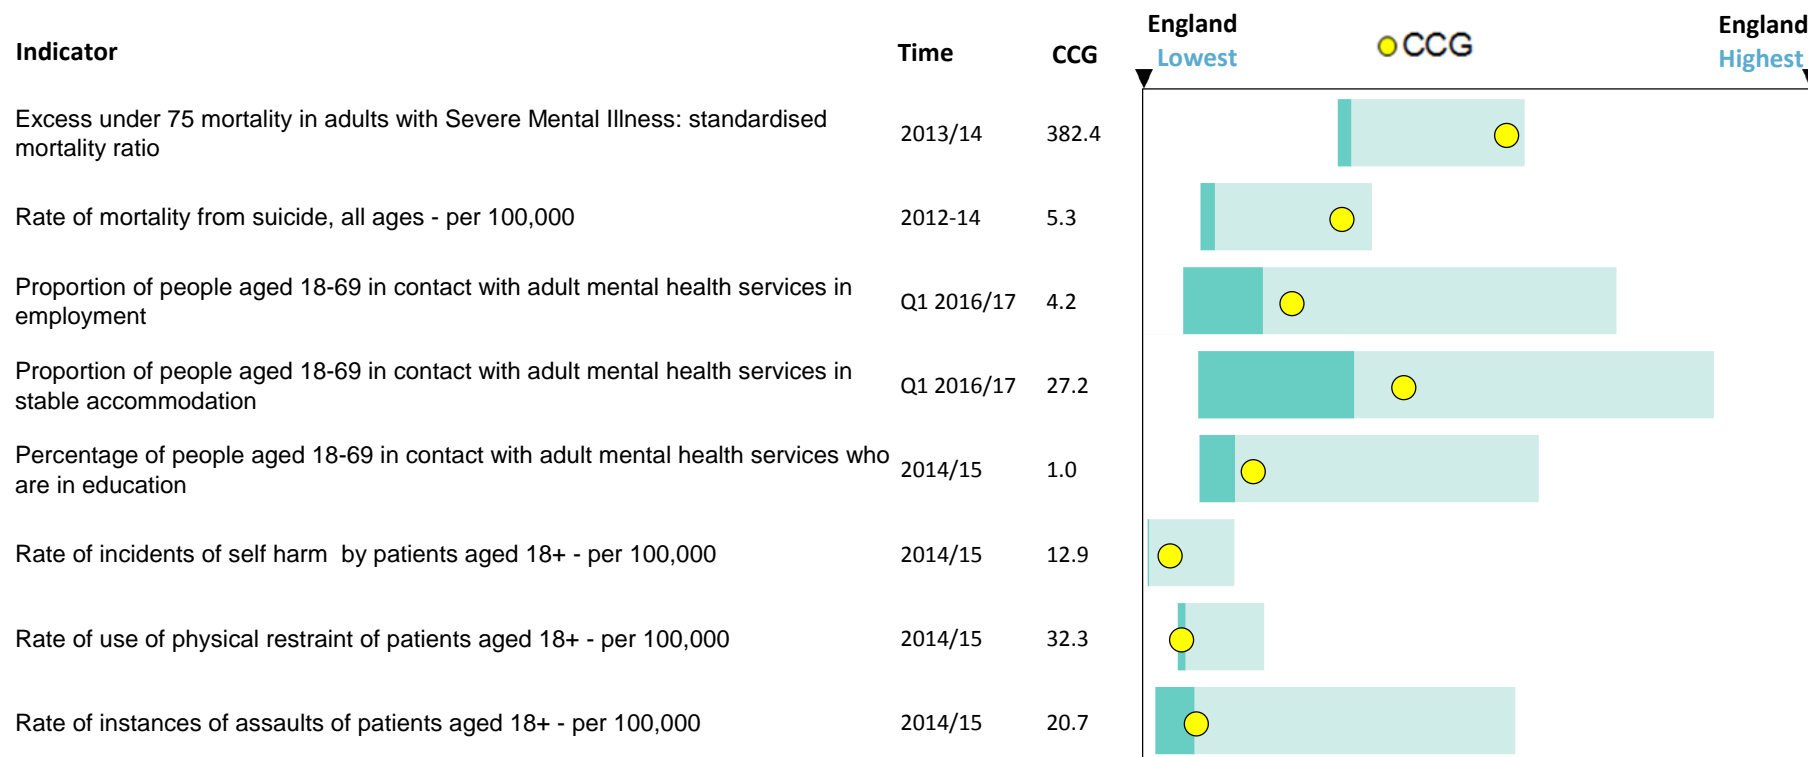 Indicator Time CCG England Lowest CCG England Highest
Excess under 75 mortality in adults with Severe Mental Illness: standardised
mortality ratio
2013/14 382.4
Rate of mortality from suicide, all ages - per 100,000 2012-14 5.3
Proportion of people aged 18-69 in contact with adult mental health services in
employment
Q1 2016/17 4.2
Proportion of people aged 18-69 in contact with adult mental health services in
stable accommodation
Q1 2016/17 27.2
Percentage of people aged 18-69 in contact with adult mental health services who
are in education
2014/15 1.0
Rate of incidents of self harm  by patients aged 18+ - per 100,000 2014/15 12.9
Rate of use of physical restraint of patients aged 18+ - per 100,000 2014/15 32.3
Rate of instances of assaults of patients aged 18+ - per 100,000 2014/15 20.7